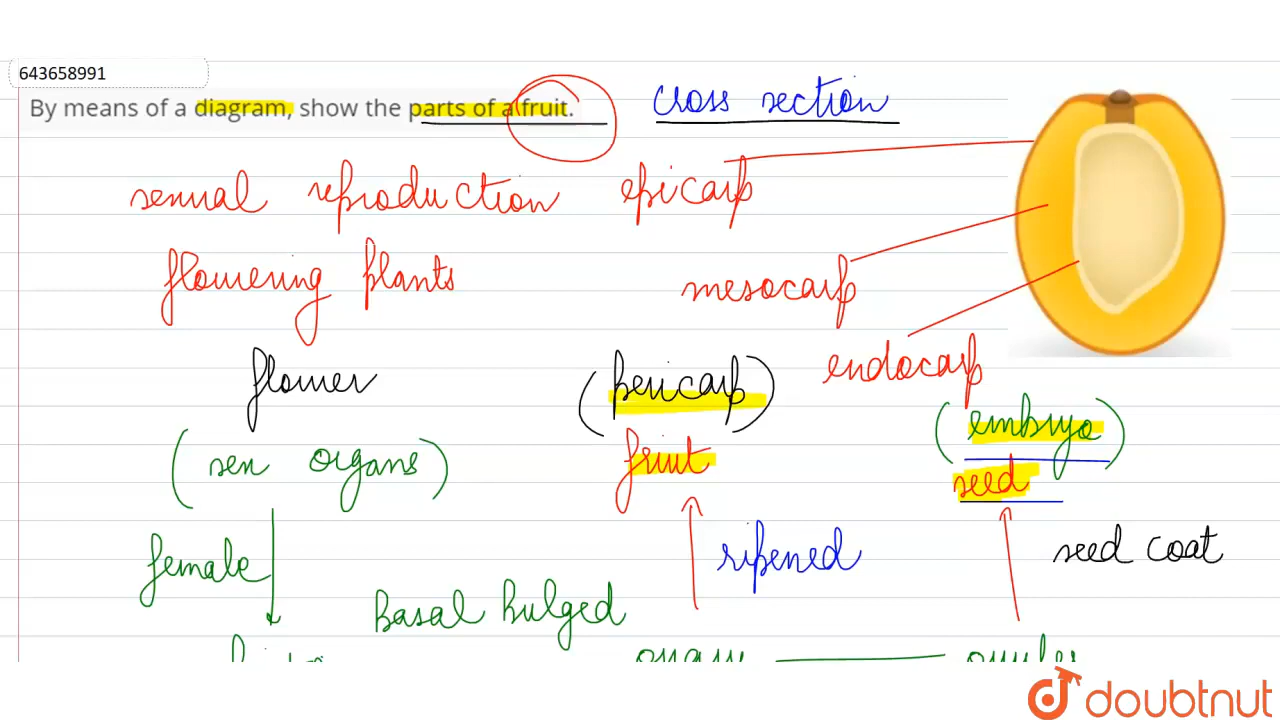 643658991
By means of a diagram, show the parts of a fruit.
cross section
sexual reproduction
epicarp
flowering plants
mesocarp
flower
(pericarp)
endocarp
(sex organs)
fruit
(embryo)
seed
female
ripened
seed coat
Basal bulged
ovary
ovules
doubtnut